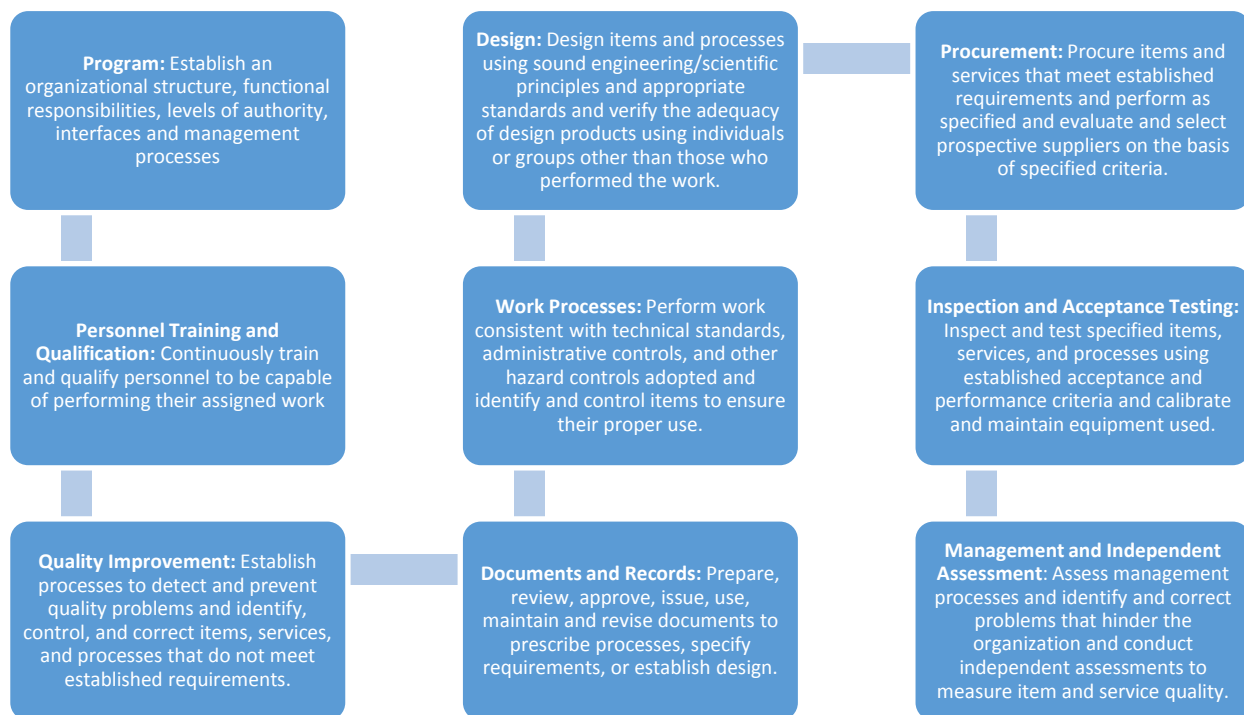 Program: Establish an
organizational structure, functional
responsibilities, levels of authority,
interfaces and management
processes
Personnel Training and
Qualification: Continuously train
and qualify personnel to be capable
of performing their assigned work
Quality Improvement: Establish
processes to detect and prevent
quality problems and identify,
control, and correct items, services,
and processes that do not meet
established requirements.
Documents and Records: Prepare,
review, approve, issue, use,
maintain and revise documents to
prescribe processes, specify
requirements, or establish design.
Work Processes: Perform work
consistent with technical standards,
administrative controls, and other
hazard controls adopted and
identify and control items to ensure
their proper use.
Design: Design items and processes
using sound engineering/scientific
principles and appropriate
standards and verify the adequacy
of design products using individuals
or groups other than those who
performed the work.
Procurement: Procure items and
services that meet established
requirements and perform as
specified and evaluate and select
prospective suppliers on the basis
of specified criteria.
Inspection and Acceptance Testing:
Inspect and test specified items,
services, and processes using
established acceptance and
performance criteria and calibrate
and maintain equipment used.
Management and Independent
Assessment: Assess management
processes and identify and correct
problems that hinder the
organization and conduct
independent assessments to
measure item and service quality.